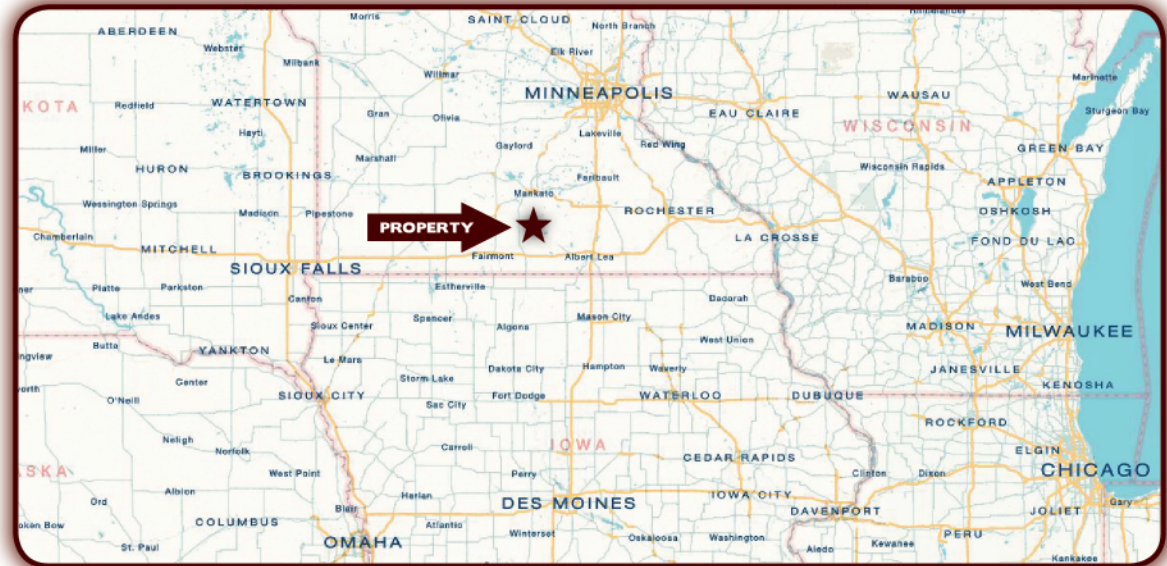 Morris
SAINT CLOUD
North Branch
ABERDEEN
Webster
Milbank
Elk River
Willmar
Marinette
MINNEAPOLIS
WAUSAU
KOTA
Redfield
WATERTOWN
Gran
Olivia
EAU CLAIRE
Sturgeon Bay
WISCONSIN
Hayti
Lakeville
Miller
Gaylord
Red Wing
GREEN BAY
HURON
Marshall
Wisconsin Rapids
BROOKINGS
Faribault
APPLETON
Mankato
Wessington Springs
Madison
Pipestone
ROCHESTER
OSHKOSH
PROPERTY
Chamberlain
LA CROSSE
FOND DU LAC
MITCHELL
Fairmont
Albert Lea
SIOUX FALLS
Baraboo
West Bend
ner
Platte
Parkston
Estherville
Canton
Decorah
Lake Andes
Sioux Center
Spencer
Algona
Mason City
MADISON
MILWAUKEE
Butte
West Union
YANKTON
ingview
Le Mars
Dakota City
Hampton
Waverly
JANESVILLE
Center
Storm Lake
KENOSHA
orth
O'Neill
SIOUX CITY
Sac City
Fort Dodge
WATERLOO
DUBUQUE
ROCKFORD
Neligh
Norfolk
Carroll
IOWA
ELGIN
SKA
West Point
Perry
CEDAR RAPIDS
Clinton
Dixon
CHICAGO
Albion
Harlan
IOWA CITY
Ord
Blair
DES MOINES
DAVENPORT
JOLIET
Gary
oken Bow
COLUMBUS
Atlantic
Winterset
Oskaloosa
Washington
PERU
St. Paul
OMAHA
Aledo
Kewanee
Kankakee